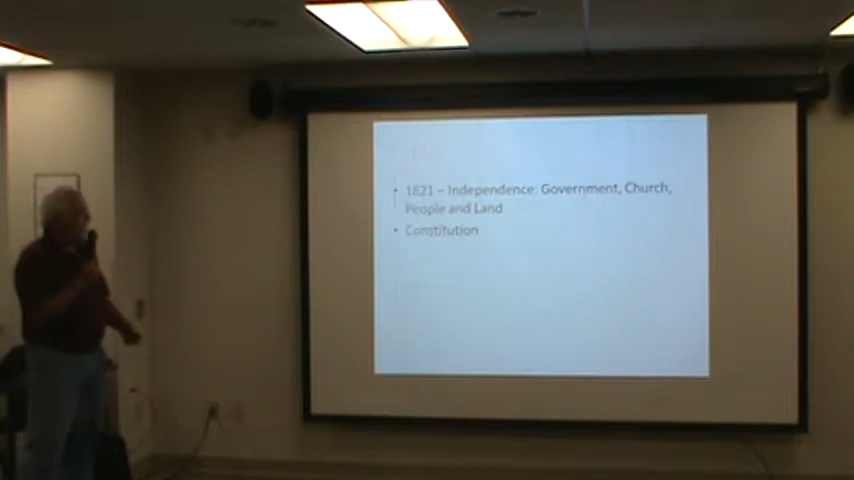 • 1821 – Independence: Government, Church,
People and Land
• Constitution